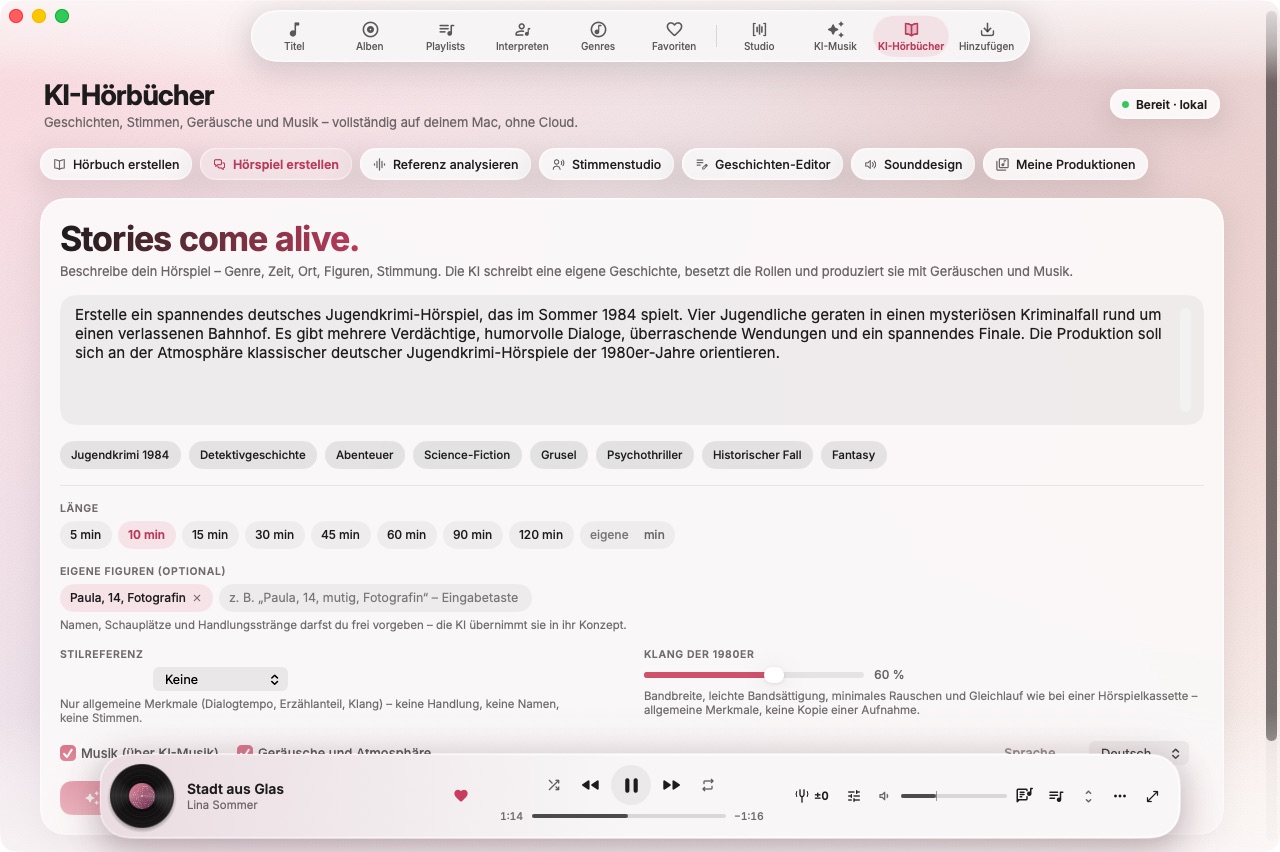 Titel
Alben
Playlists
Interpreten
Genres
Favoriten
Studio
KI-Musik
KI-Hörbücher
Hinzufügen
KI-Hörbücher
Geschichten, Stimmen, Geräusche und Musik – vollständig auf deinem Mac, ohne Cloud.
Bereit · lokal
Hörbuch erstellen
Hörspiel erstellen
Referenz analysieren
Stimmenstudio
Geschichten-Editor
Sounddesign
Meine Produktionen
Stories come alive.
Beschreibe dein Hörspiel – Genre, Zeit, Ort, Figuren, Stimmung. Die KI schreibt eine eigene Geschichte, besetzt die Rollen und produziert sie mit Geräuschen und Musik.
Erstelle ein spannendes deutsches Jugendkrimi-Hörspiel, das im Sommer 1984 spielt. Vier Jugendliche geraten in einen mysteriösen Kriminalfall rund um
einen verlassenen Bahnhof. Es gibt mehrere Verdächtige, humorvolle Dialoge, überraschende Wendungen und ein spannendes Finale. Die Produktion soll
sich an der Atmosphäre klassischer deutscher Jugendkrimi-Hörspiele der 1980er-Jahre orientieren.
Jugendkrimi 1984
Detektivgeschichte
Abenteuer
Science-Fiction
Grusel
Psychothriller
Historischer Fall
Fantasy
LÄNGE
5 min
10 min
15 min
30 min
45 min
60 min
90 min
120 min
eigene min
EIGENE FIGUREN (OPTIONAL)
Paula, 14, Fotografin ×
z. B. „Paula, 14, mutig, Fotografin“ – Eingabetaste
Namen, Schauplätze und Handlungsstränge darfst du frei vorgeben – die KI übernimmt sie in ihr Konzept.
STILREFERENZ
Keine
Nur allgemeine Merkmale (Dialogtempo, Erzählanteil, Klang) – keine Handlung, keine Namen,
keine Stimmen.
KLANG DER 1980ER
60 %
Bandbreite, leichte Bandsättigung, minimales Rauschen und Gleichlauf wie bei einer Hörspielkassette –
allgemeine Merkmale, keine Kopie einer Aufnahme.
Musik (über KI-Musik)
Geräusche und Atmosphäre
Sprache
Deutsch
Stadt aus Glas
Lina Sommer
1:14
−1:16
±0